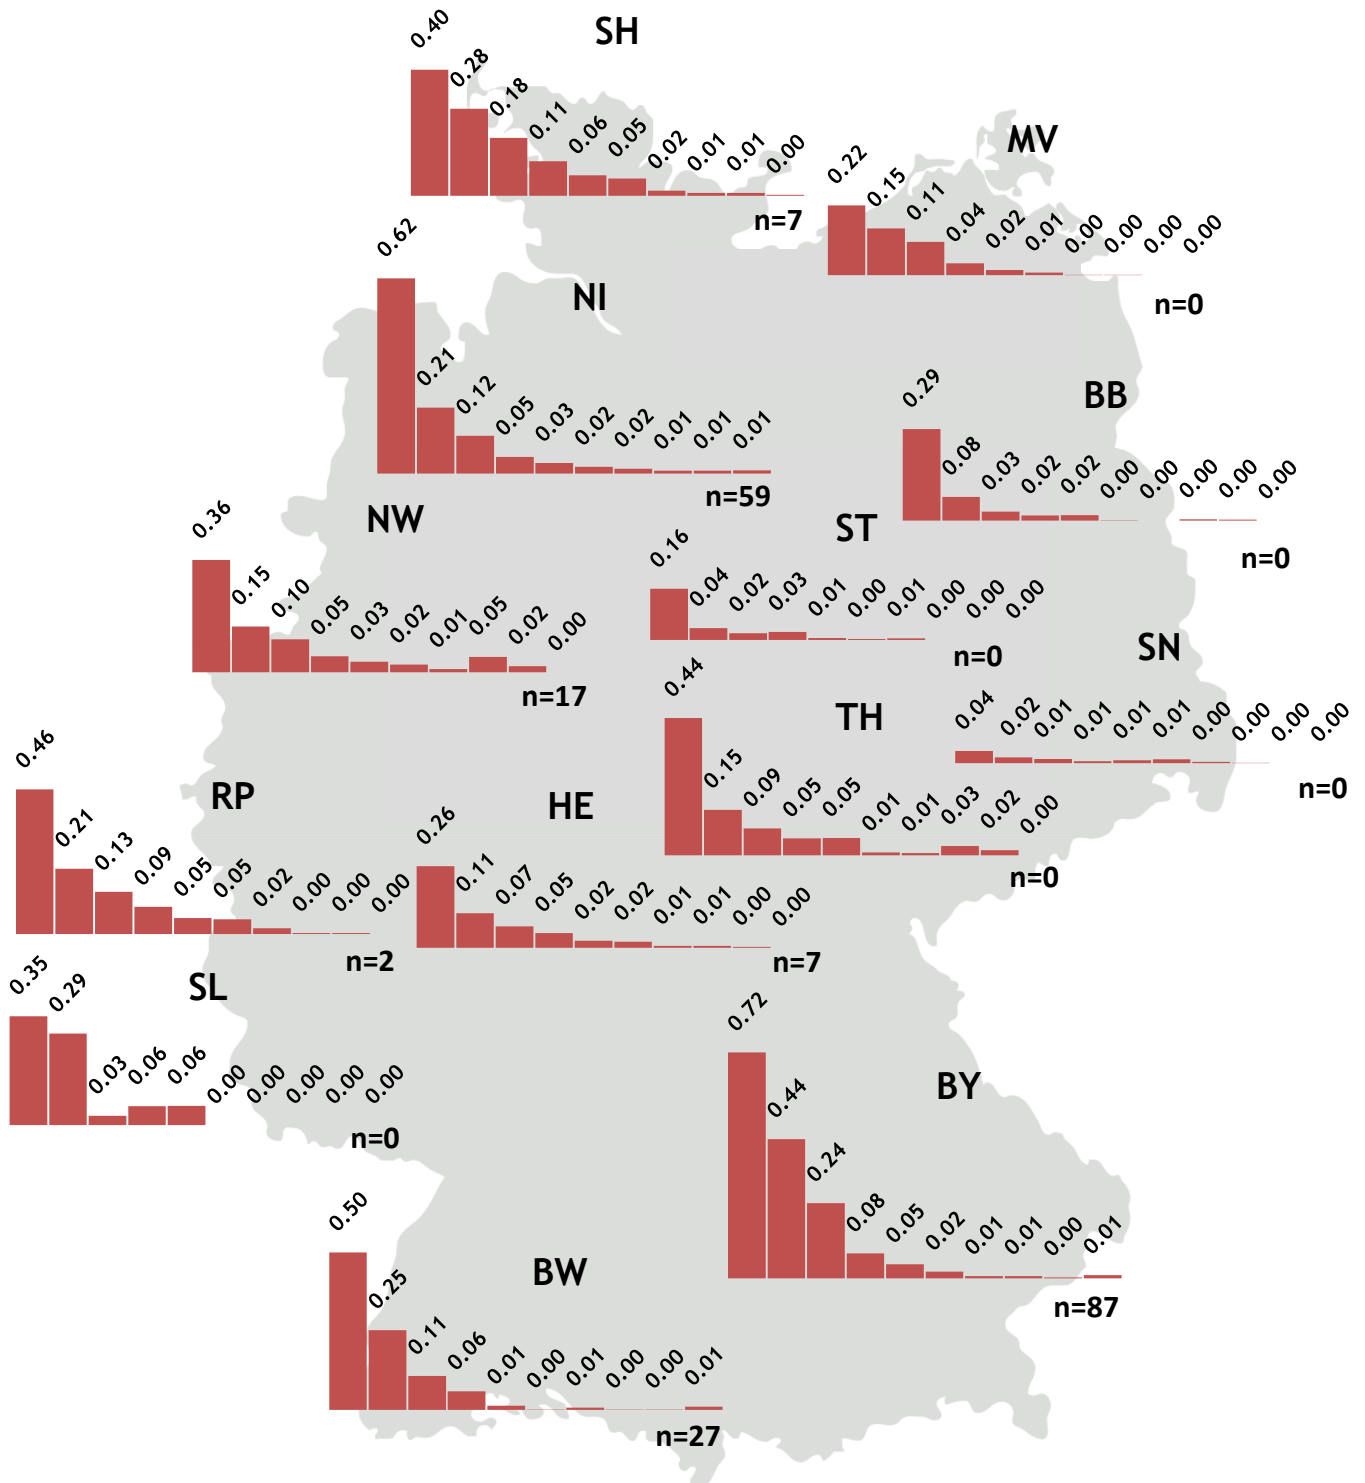 SH
0.40 0.28 0.18 0.11 0.06 0.05 0.02 0.01 0.01 0.00
n=7
MV
0.22 0.15 0.11 0.04 0.02 0.01 0.00 0.00 0.00 0.00
n=0
NI
0.62 0.21 0.12 0.05 0.03 0.02 0.02 0.01 0.01 0.01
n=59
BB
0.29 0.08 0.03 0.02 0.02 0.00 0.00 0.00 0.00 0.00
n=0
NW
0.36 0.15 0.10 0.05 0.03 0.02 0.01 0.05 0.02 0.00
n=17
ST
0.16 0.04 0.02 0.03 0.01 0.00 0.01 0.00 0.00 0.00
n=0
SN
0.04 0.02 0.01 0.01 0.01 0.01 0.00 0.00 0.00 0.00
n=0
TH
0.44 0.15 0.09 0.05 0.05 0.01 0.01 0.03 0.02 0.00
n=0
RP
0.46 0.21 0.13 0.09 0.05 0.05 0.02 0.00 0.00 0.00
n=2
HE
0.26 0.11 0.07 0.05 0.02 0.02 0.01 0.01 0.00 0.00
n=7
SL
0.35 0.29 0.03 0.06 0.06 0.00 0.00 0.00 0.00 0.00
n=0
BY
0.72 0.44 0.24 0.08 0.05 0.02 0.01 0.01 0.00 0.01
n=87
BW
0.50 0.25 0.11 0.06 0.01 0.00 0.01 0.00 0.00 0.01
n=27